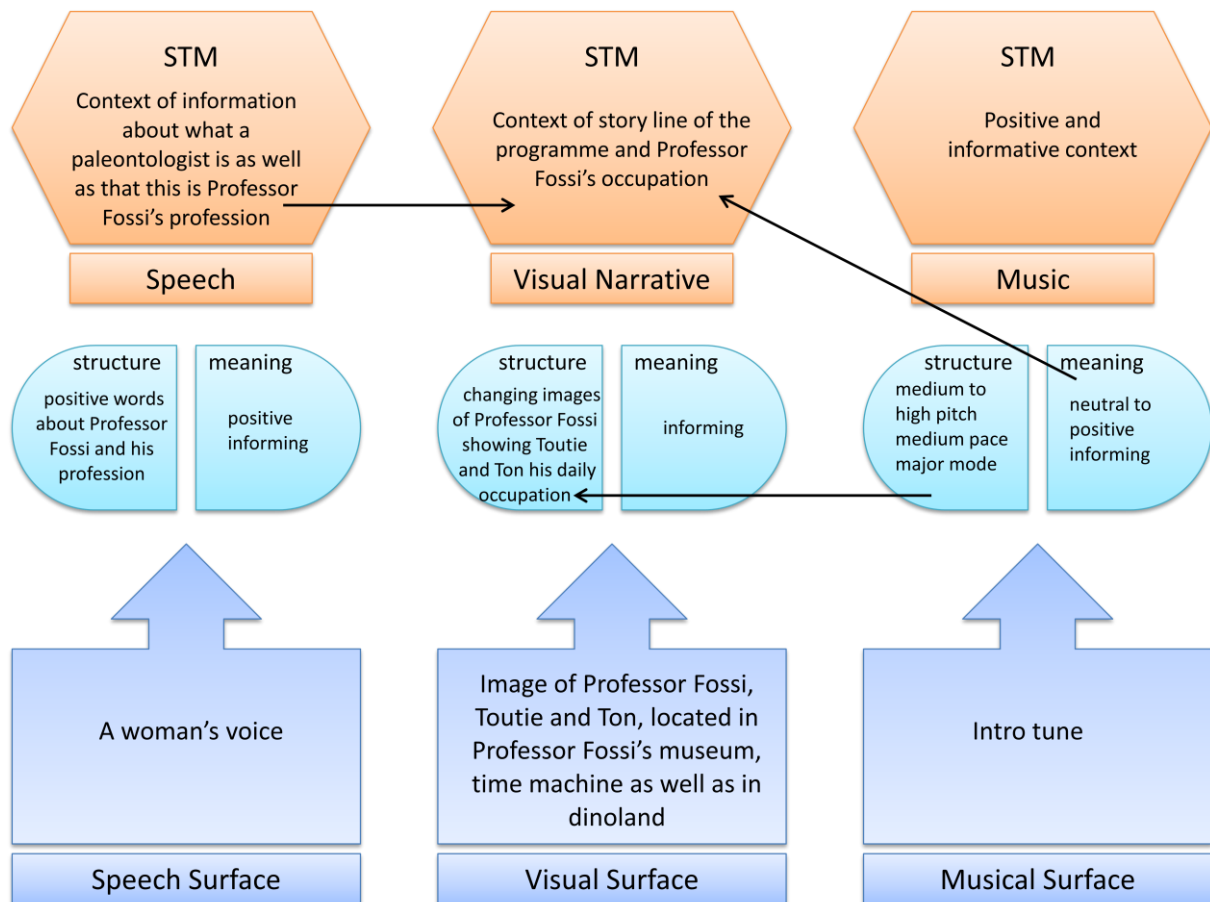 STM
Context of information
about what a
paleontologist is as well
as that this is Professor
Fossi’s profession
Speech
STM
Context of story line of the
programme and Professor
Fossi’s occupation
Visual Narrative
STM
Positive and
informative context
Music
structure
positive words
about Professor
Fossi and his
profession
meaning
positive
informing
structure
changing images
of Professor Fossi
showing Toutie
and Ton his daily
occupation
meaning
informing
structure
medium to
high pitch
medium pace
major mode
meaning
neutral to
positive
informing
A woman’s voice
Speech Surface
Image of Professor Fossi,
Toutie and Ton, located in
Professor Fossi’s museum,
time machine as well as in
dinoland
Visual Surface
Intro tune
Musical Surface